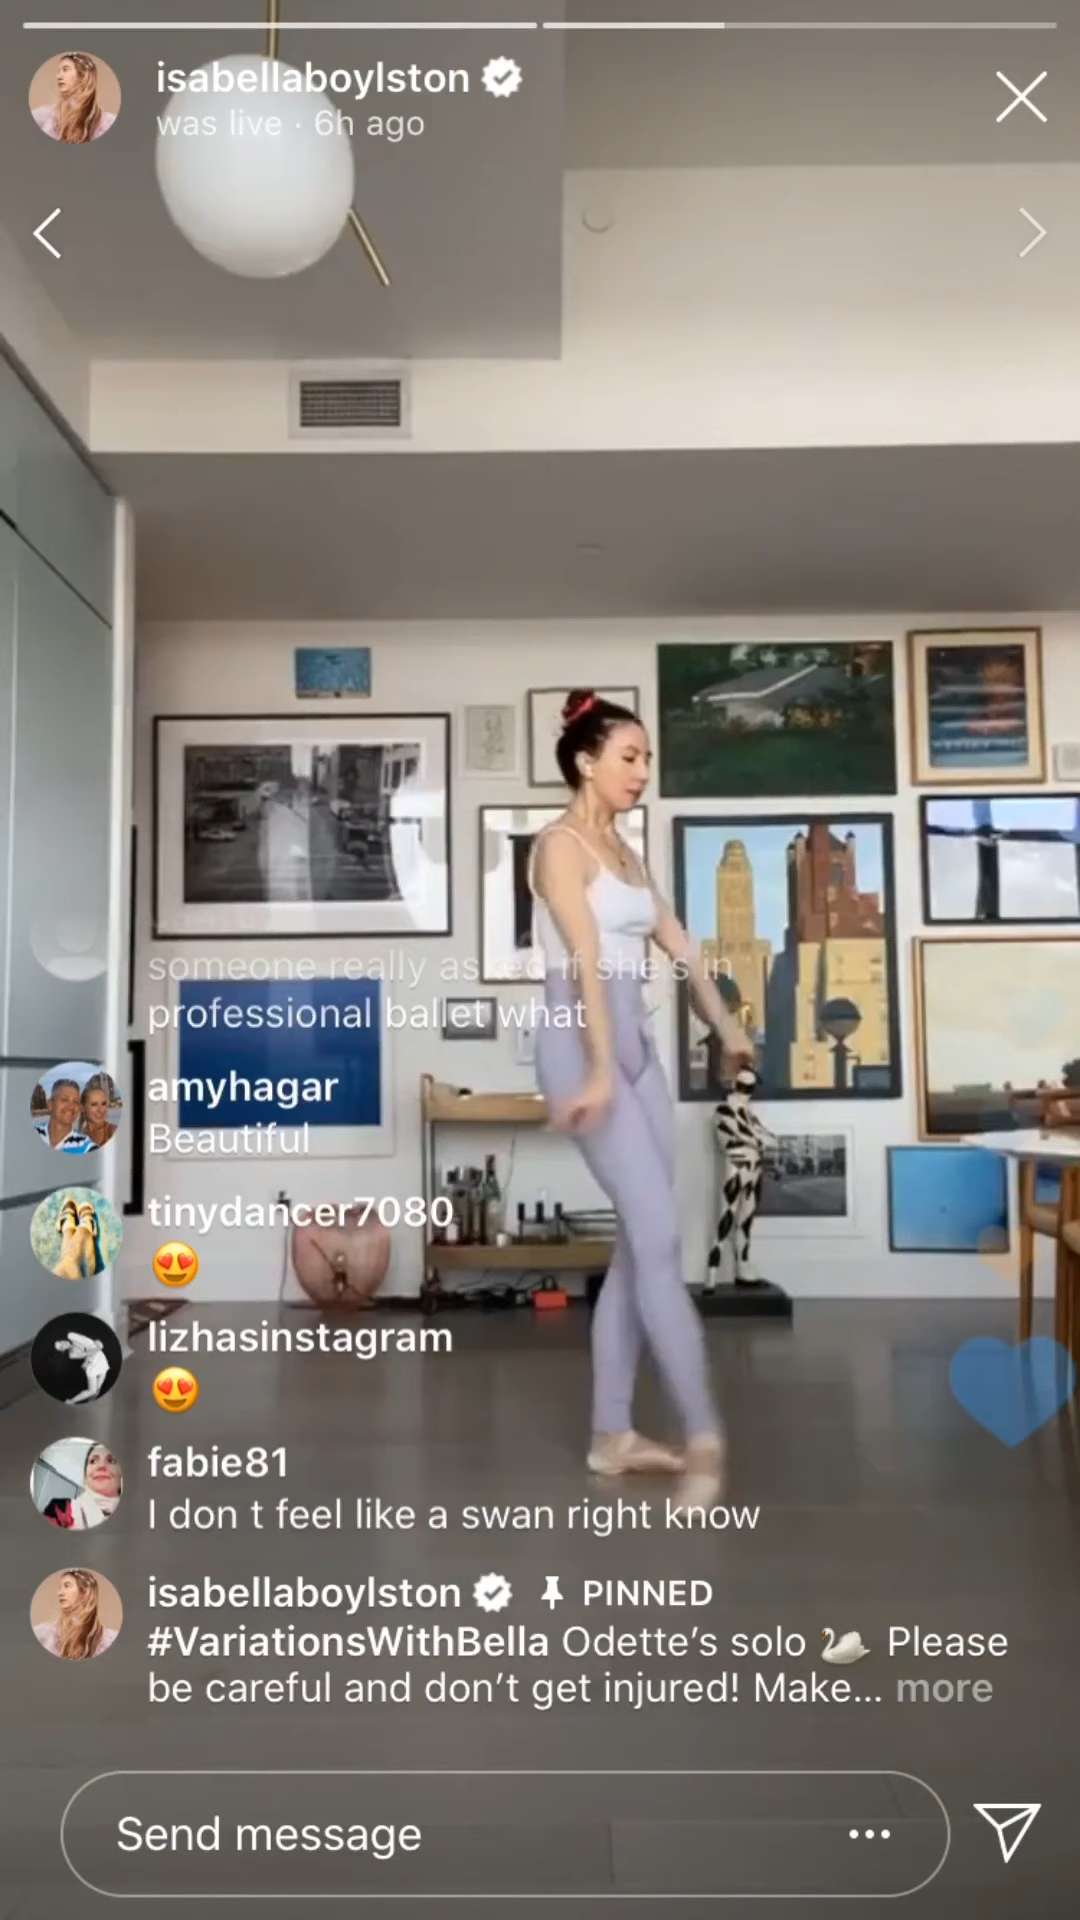 isabellaboylston
was live · 6h ago
someone really asked if she's in
professional ballet what
amyhagar
Beautiful
tinydancer7080
😍
lizhasinstagram
😍
fabie81
I don t feel like a swan right know
isabellaboylston PINNED
#VariationsWithBella Odette's solo 🦢 Please
be careful and don't get injured! Make... more
Send message